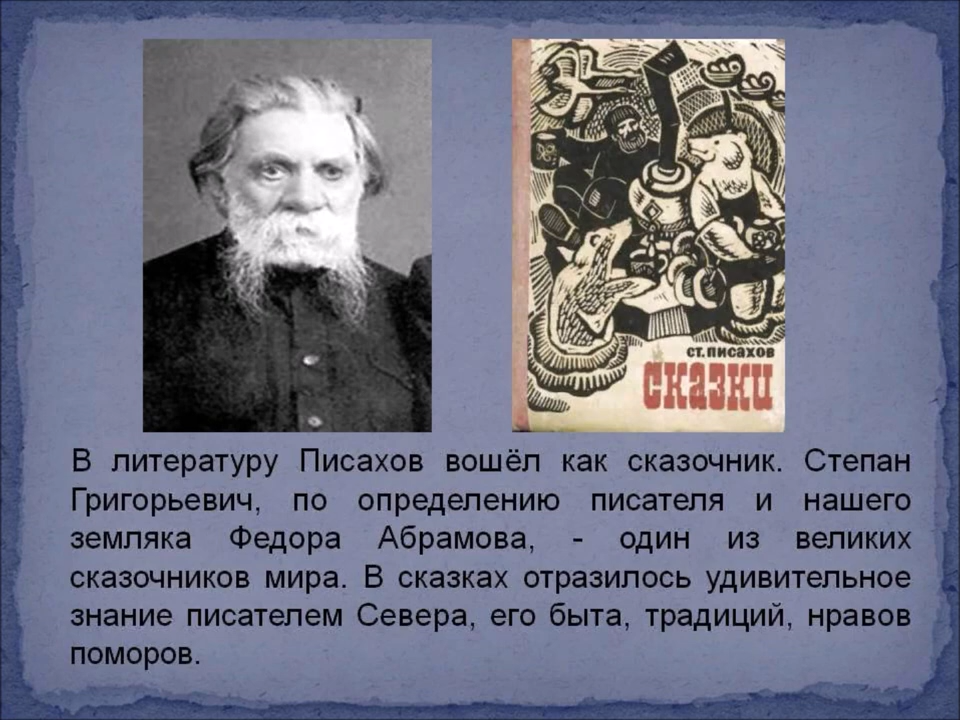 ст. писахов
сказки
В литературу Писахов вошёл как сказочник. Степан
Григорьевич, по определению писателя и нашего
земляка Федора Абрамова, - один из великих
сказочников мира. В сказках отразилось удивительное
знание писателем Севера, его быта, традиций, нравов
поморов.